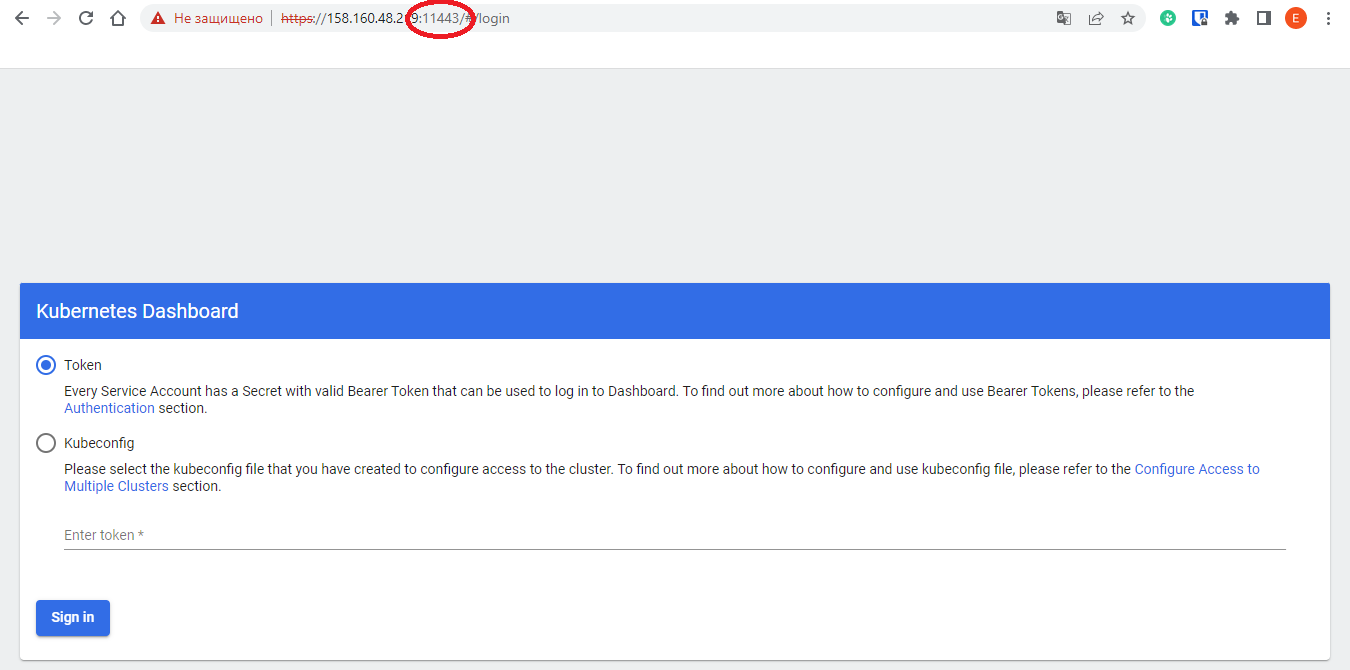 Не защищено https://158.160.48.2 9:11443/#/login
E
Kubernetes Dashboard
Token
Every Service Account has a Secret with valid Bearer Token that can be used to log in to Dashboard. To find out more about how to configure and use Bearer Tokens, please refer to the
Authentication section.
Kubeconfig
Please select the kubeconfig file that you have created to configure access to the cluster. To find out more about how to configure and use kubeconfig file, please refer to the Configure Access to
Multiple Clusters section.
Enter token *
Sign in